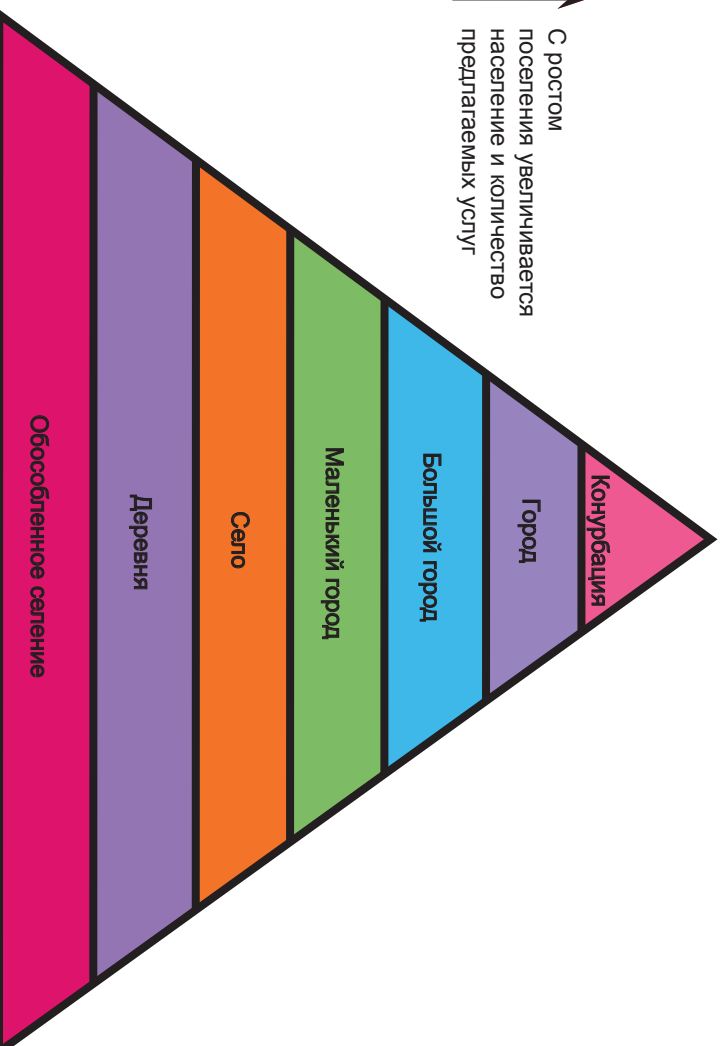 С ростом
поселения увеличивается
население и количество
предлагаемых услуг
Конурбация
Город
Большой город
Маленький город
Село
Деревня
Обособленное селение